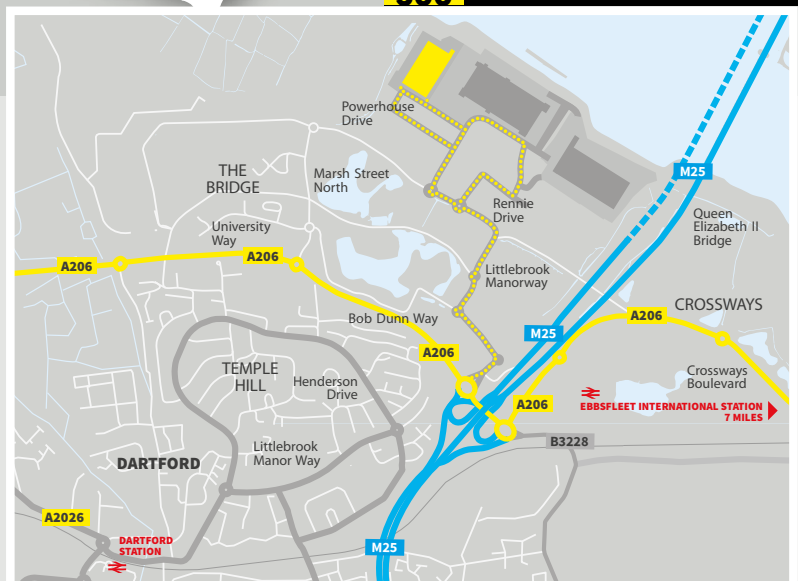 Powerhouse
Drive
THE
BRIDGE
Marsh Street
North
M25
Rennie
Drive
Queen
Elizabeth II
Bridge
University
Way
A206
A206
Littlebrook
Manorway
CROSSWAYS
Bob Dunn Way
A206
M25
A206
TEMPLE
HILL
Henderson
Drive
Crossways
Boulevard
A206
EBBSFLEET INTERNATIONAL STATION
7 MILES
Littlebrook
Manor Way
B3228
DARTFORD
A2026
DARTFORD
STATION
M25